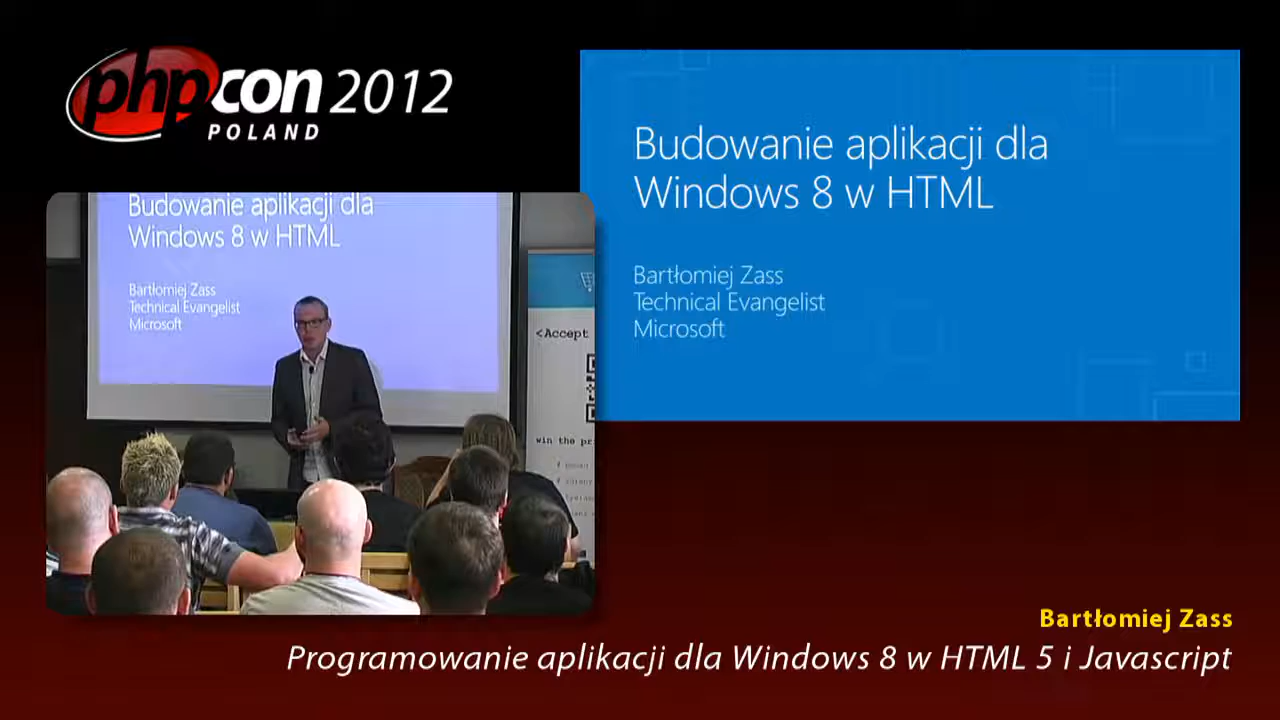 phpcon 2012
POLAND
Budowanie aplikacji dla
Windows 8 w HTML
Bartłomiej Zass
Technical Evangelist
Microsoft
Budowanie aplikacji dla
Windows 8 w HTML
Bartłomiej Zass
Technical Evangelist
Microsoft
<Accept
win the pr
Bartłomiej Zass
Programowanie aplikacji dla Windows 8 w HTML 5 i Javascript